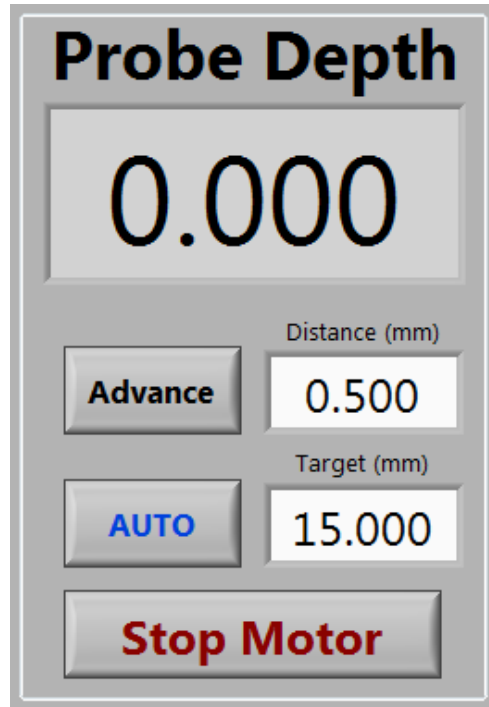 Probe Depth
0.000
Distance (mm)
Advance 0.500
Target (mm)
AUTO 15.000
Stop Motor